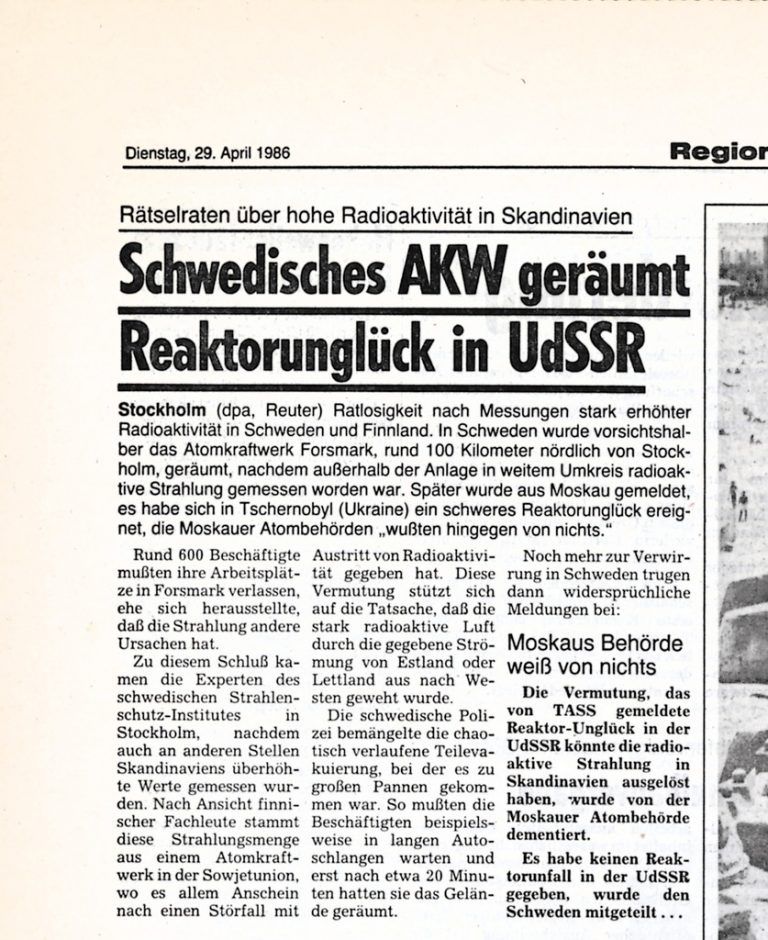 Dienstag, 29. April 1986
Region
Rätselraten über hohe Radioaktivität in Skandinavien
Schwedisches AKW geräumt
Reaktorunglück in UdSSR
Stockholm (dpa, Reuter) Ratlosigkeit nach Messungen stark erhöhter
Radioaktivität in Schweden und Finnland. In Schweden wurde vorsichtshal-
ber das Atomkraftwerk Forsmark, rund 100 Kilometer nördlich von Stock-
holm, geräumt, nachdem außerhalb der Anlage in weitem Umkreis radioak-
tive Strahlung gemessen worden war. Später wurde aus Moskau gemeldet,
es habe sich in Tschernobyl (Ukraine) ein schweres Reaktorunglück ereig-
net, die Moskauer Atombehörden „wußten hingegen von nichts.“
Rund 600 Beschäftigte
mußten ihre Arbeitsplät-
ze in Forsmark verlassen,
ehe sich herausstellte,
daß die Strahlung andere
Ursachen hat.
Zu diesem Schluß ka-
men die Experten des
schwedischen Strahlen-
schutz-Institutes in
Stockholm, nachdem
auch an anderen Stellen
Skandinaviens überhöh-
te Werte gemessen wur-
den. Nach Ansicht finni-
scher Fachleute stammt
diese Strahlungsmenge
aus einem Atomkraft-
werk in der Sowjetunion,
wo es allem Anschein
nach einen Störfall mit
Austritt von Radioaktivi-
tät gegeben hat. Diese
Vermutung stützt sich
auf die Tatsache, daß die
stark radioaktive Luft
durch die gegebene Strö-
mung von Estland oder
Lettland aus nach We-
sten geweht wurde.
Die schwedische Poli-
zei bemängelte die chao-
tisch verlaufene Teileva-
kuierung, bei der es zu
großen Pannen gekom-
men war. So mußten die
Beschäftigten beispiels-
weise in langen Auto-
schlangen warten und
erst nach etwa 20 Minu-
ten hatten sie das Gelän-
de geräumt.
Noch mehr zur Verwir-
rung in Schweden trugen
dann widersprüchliche
Meldungen bei:
Moskaus Behörde
weiß von nichts
Die Vermutung, das
von TASS gemeldete
Reaktor-Unglück in der
UdSSR könnte die radio-
aktive Strahlung in
Skandinavien ausgelöst
haben, wurde von der
Moskauer Atombehörde
dementiert.
Es habe keinen Reak-
torunfall in der UdSSR
gegeben, wurde den
Schweden mitgeteilt ...